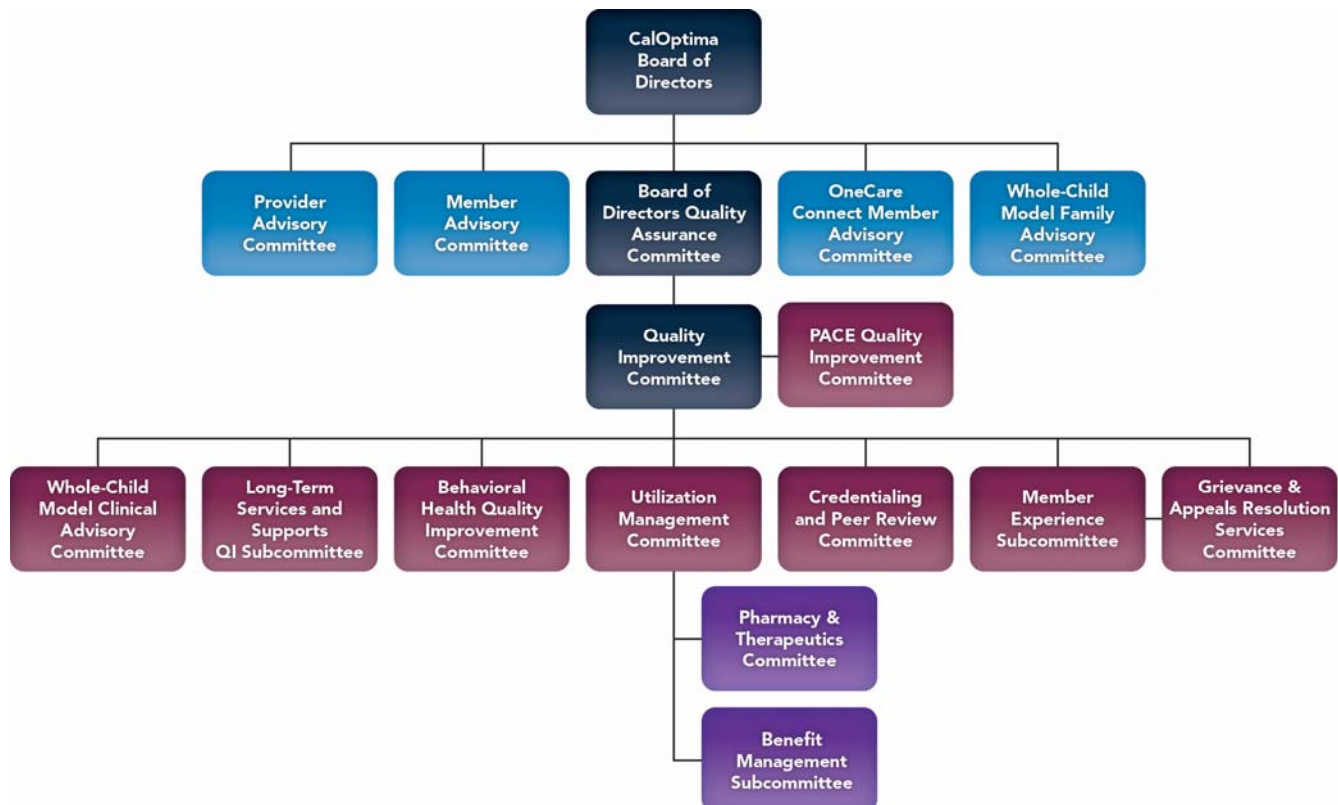 CalOptima
Board of
Directors
Provider
Advisory
Committee
Member
Advisory
Committee
Board of
Directors Quality
Assurance
Committee
OneCare
Connect Member
Advisory
Committee
Whole-Child
Model Family
Advisory
Committee
Quality
Improvement
Committee
PACE Quality
Improvement
Committee
Whole-Child
Model Clinical
Advisory
Committee
Long-Term
Services and
Supports
QI Subcommittee
Behavioral
Health Quality
Improvement
Committee
Utilization
Management
Committee
Credentialing
and Peer Review
Committee
Member
Experience
Subcommittee
Grievance &
Appeals Resolution
Services
Committee
Pharmacy &
Therapeutics
Committee
Benefit
Management
Subcommittee